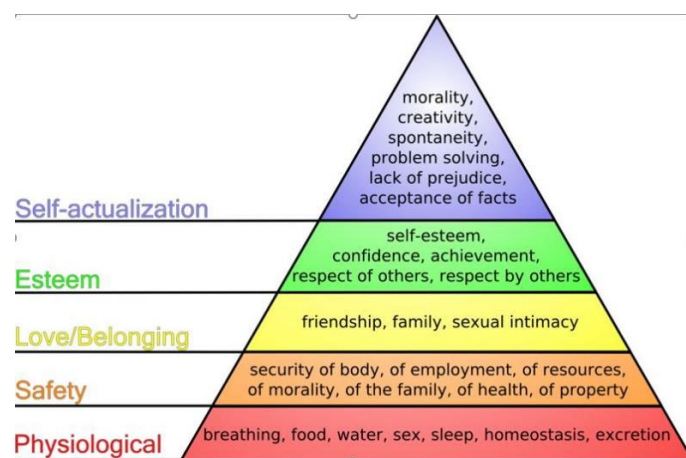 morality,
creativity,
spontaneity,
problem solving,
lack of prejudice,
acceptance of facts
Self-actualization
self-esteem,
confidence, achievement,
respect of others, respect by others
Esteem
friendship, family, sexual intimacy
Love/Belonging
security of body, of employment, of resources,
of morality, of the family, of health, of property
Safety
breathing, food, water, sex, sleep, homeostasis, excretion
Physiological